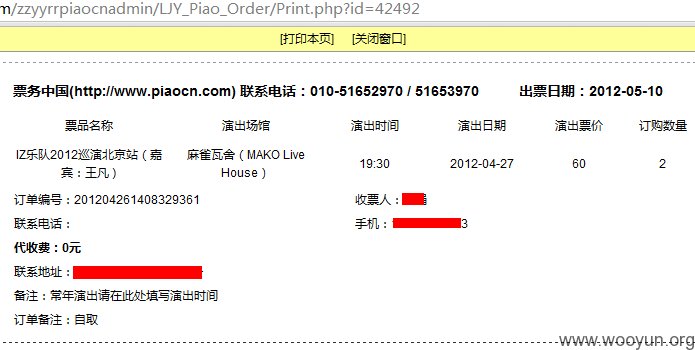 m/zzyyrrpiaocnadmin/LJY_Piao_Order/Print.php?id=42492
[打印本页] [关闭窗口]
票务中国(http://www.piaocn.com) 联系电话：010-51652970 / 51653970 出票日期：2012-05-10
票品名称 演出场馆 演出时间 演出日期 演出票价 订购数量
IZ乐队2012巡演北京站（嘉宾：王凡） 麻雀瓦舍（MAKO Live House） 19:30 2012-04-27 60 2
订单编号：201204261408329361 收票人：
联系电话： 手机： 3
代收费：0元
联系地址：
备注：常年演出请在此处填写演出时间
订单备注：自取
www.wooyun.org